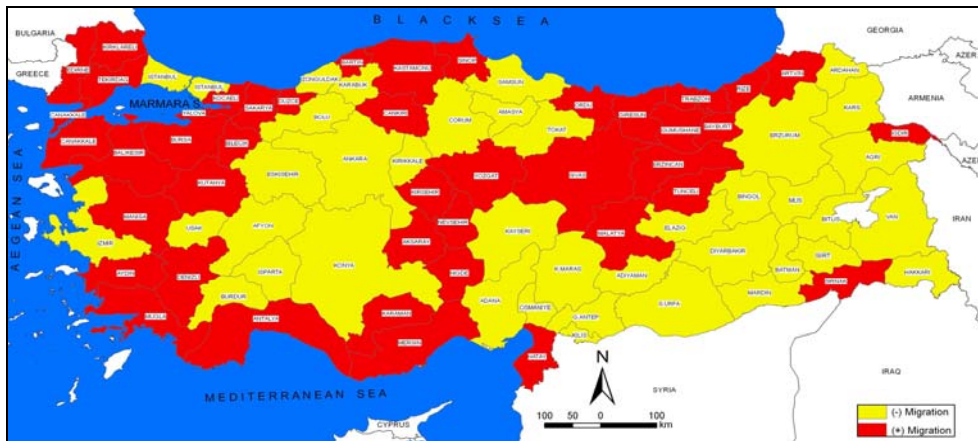 BLACK SEA
BULGARIA
GEORGIA
KIRKLARELI
EDIRNE
TEKIRDAG
GREECE
ISTANBUL
ISTANBUL
KOCAELI
MARMARA S.
YALOVA
SAKARYA
DUZCE
ZONGULDAK
BARTIN
KARABUK
KASTAMONU
SINOP
SAMSUN
ORDU
GIRESUN
TRABZON
RIZE
ARTVIN
ARDAHAN
AZER
ARMENIA
CANAKKALE
CANAKKALE
BALIKESIR
BURSA
BILECIK
BOLU
CANKIRI
CORUM
AMASYA
TOKAT
GUMUSHANE
BAYBURT
ERZURUM
KARS
IGDIR
AZER
AGRI
ESKISEHIR
ANKARA
KIRIKKALE
YOZGAT
SIVAS
ERZINCAN
TUNCELI
KUTAHYA
KIRSEHIR
NEVSEHIR
KAYSERI
MALATYA
ELAZIG
BINGOL
MUS
BITLIS
VAN
IRAN
AEGEAN SEA
MANISA
USAK
AFYON
IZMIR
AKSARAY
KONYA
NIGDE
K.MARAS
ADIYAMAN
DIYARBAKIR
BATMAN
SIIRT
SIRNAK
HAKKARI
AYDIN
DENIZLI
ISPARTA
BURDUR
MUGLA
ANTALYA
KARAMAN
MERSIN
ADANA
OSMANIYE
G.ANTEP
KILIS
S.URFA
MARDIN
HATAY
MEDITERRANEAN SEA
CYPRUS
SYRIA
IRAQ
N
100 50 0 100
km
(-) Migration
(+) Migration